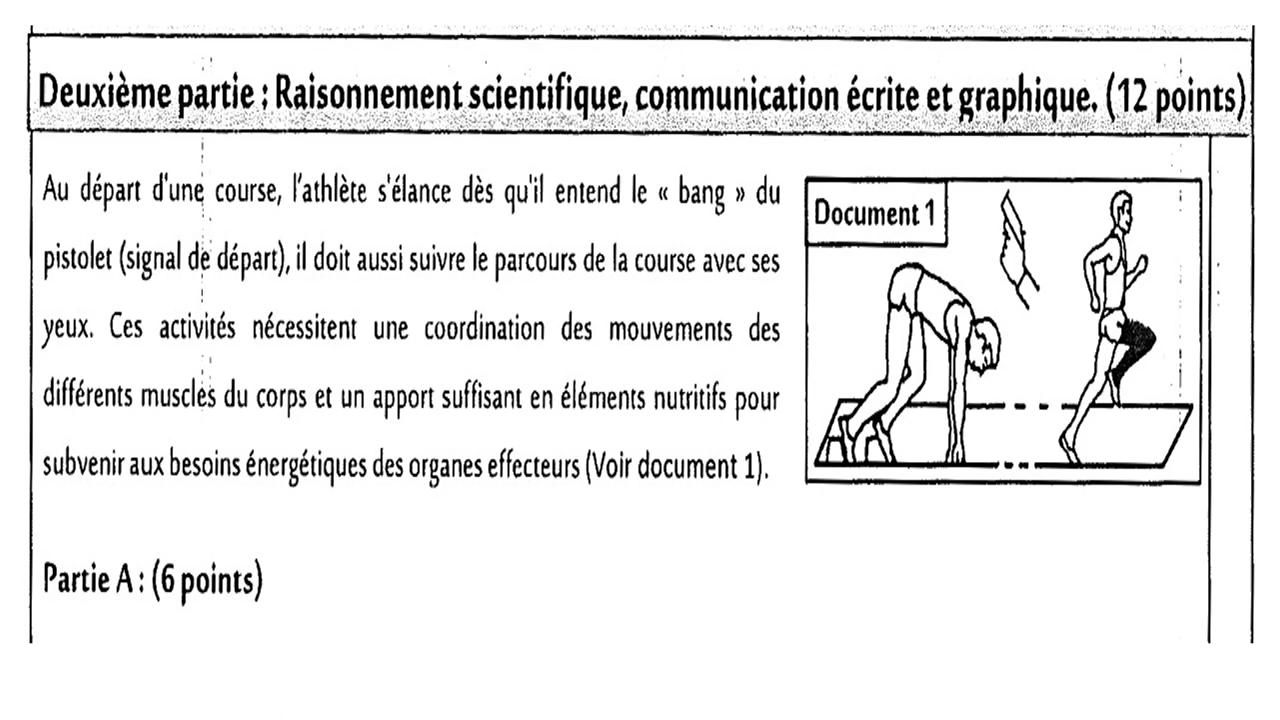 Deuxième partie : Raisonnement scientifique, communication écrite et graphique. (12 points)
Au départ d'une course, l'athlète s'élance dès qu'il entend le « bang » du
pistolet (signal de départ), il doit aussi suivre le parcours de la course avec ses
yeux. Ces activités nécessitent une coordination des mouvements des
différents muscles du corps et un apport suffisant en éléments nutritifs pour
subvenir aux besoins énergétiques des organes effecteurs (Voir document 1).
Document 1
Partie A : (6 points)